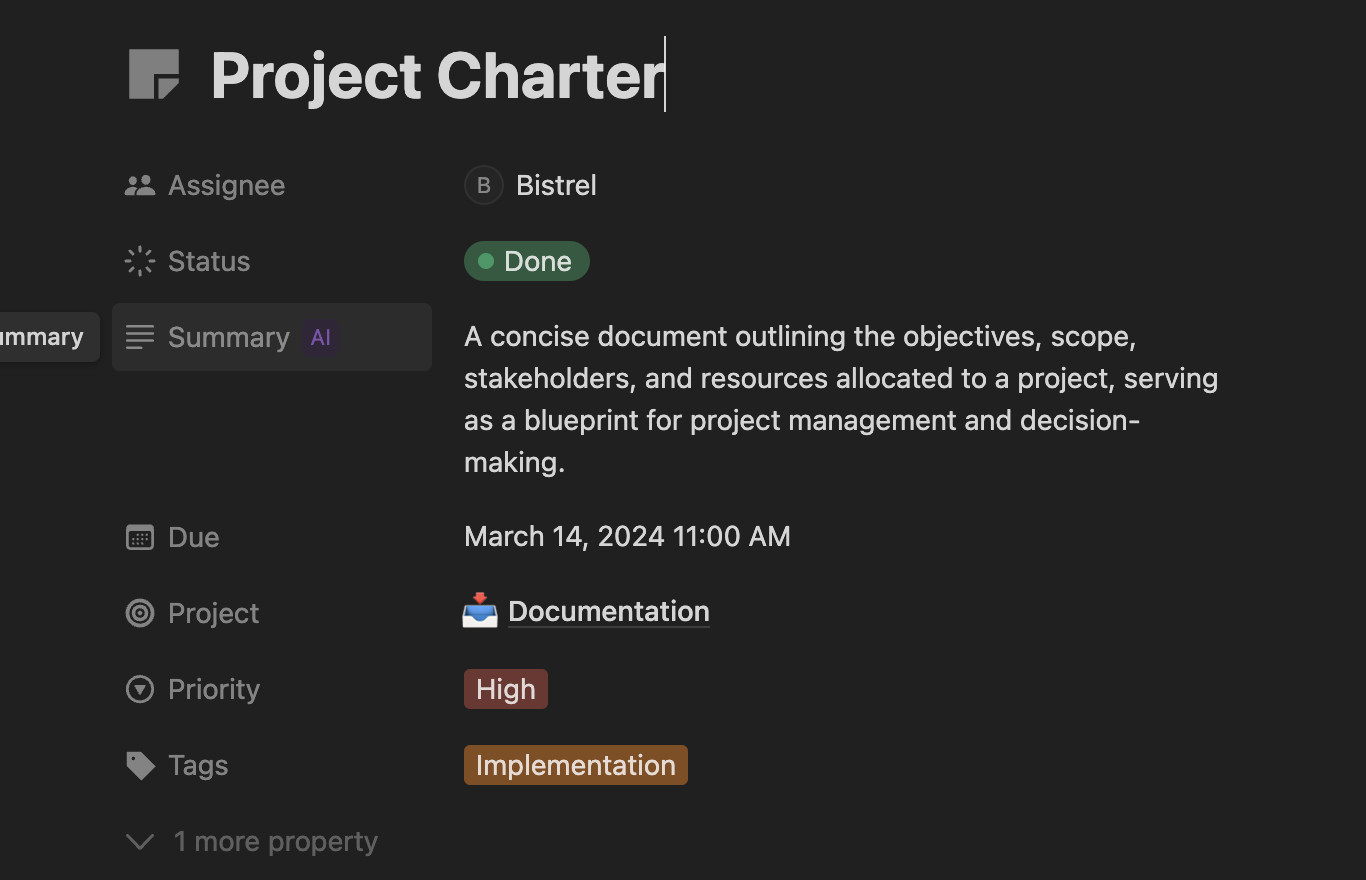 Project Charter
Assignee
B Bistrel
Status
Done
ummary
Summary AI
A concise document outlining the objectives, scope,
stakeholders, and resources allocated to a project, serving
as a blueprint for project management and decision-
making.
Due
March 14, 2024 11:00 AM
Project
Documentation
Priority
High
Tags
Implementation
1 more property